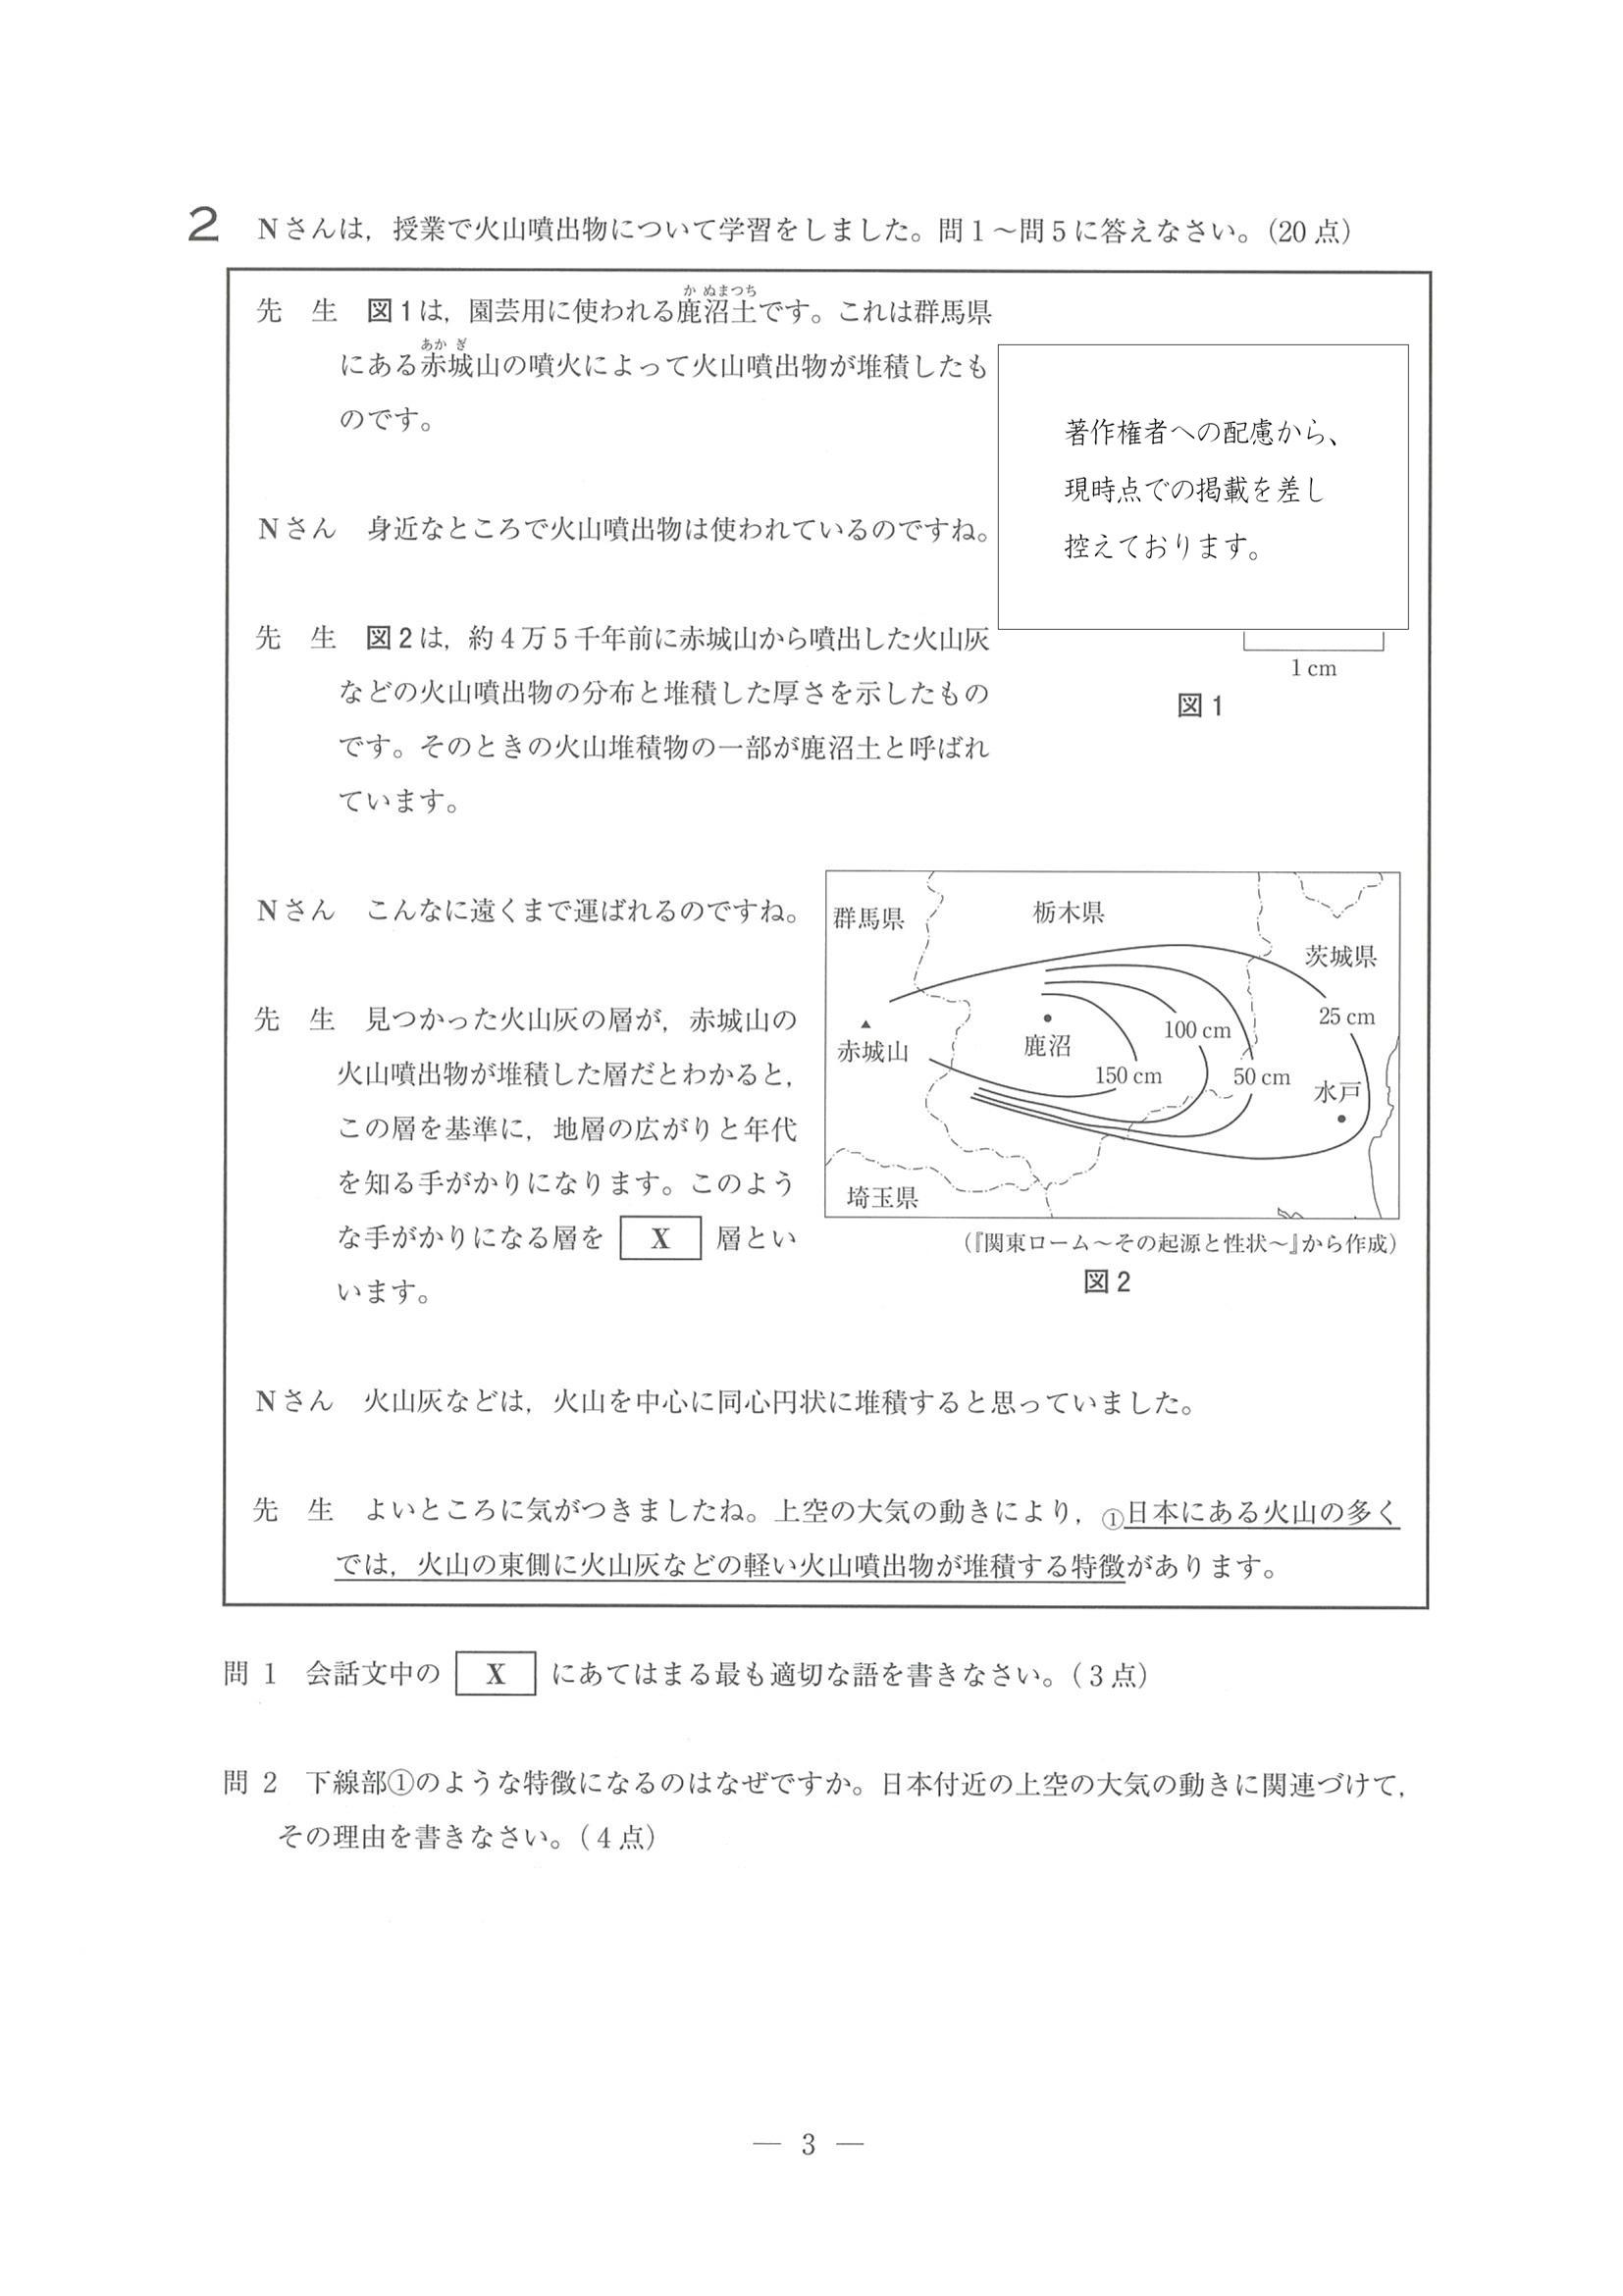 2 Nさんは，授業で火山噴出物について学習をしました。問1～問5に答えなさい。（20点）
か ぬまつち
先　生　図1は，園芸用に使われる鹿沼土です。これは群馬県
あか ぎ
にある赤城山の噴火によって火山噴出物が堆積したも
のです。
著作権者への配慮から、
現時点での掲載を差し
控えております。
Nさん　身近なところで火山噴出物は使われているのですね。
先　生　図2は，約4万5千年前に赤城山から噴出した火山灰
などの火山噴出物の分布と堆積した厚さを示したもの
です。そのときの火山堆積物の一部が鹿沼土と呼ばれ
ています。
1 cm
図1
Nさん　こんなに遠くまで運ばれるのですね。
先　生　見つかった火山灰の層が，赤城山の
火山噴出物が堆積した層だとわかると，
この層を基準に，地層の広がりと年代
を知る手がかりになります。このよう
な手がかりになる層を X 層とい
います。
群馬県
栃木県
茨城県
赤城山
鹿沼
100 cm
25 cm
150 cm
50 cm
水戸
埼玉県
（『関東ローム～その起源と性状～』から作成）
図2
Nさん　火山灰などは，火山を中心に同心円状に堆積すると思っていました。
先　生　よいところに気がつきましたね。上空の大気の動きにより，①日本にある火山の多く
では，火山の東側に火山灰などの軽い火山噴出物が堆積する特徴があります。
問1　会話文中の X にあてはまる最も適切な語を書きなさい。（3点）
問2　下線部①のような特徴になるのはなぜですか。日本付近の上空の大気の動きに関連づけて，
その理由を書きなさい。（4点）
— 3 —